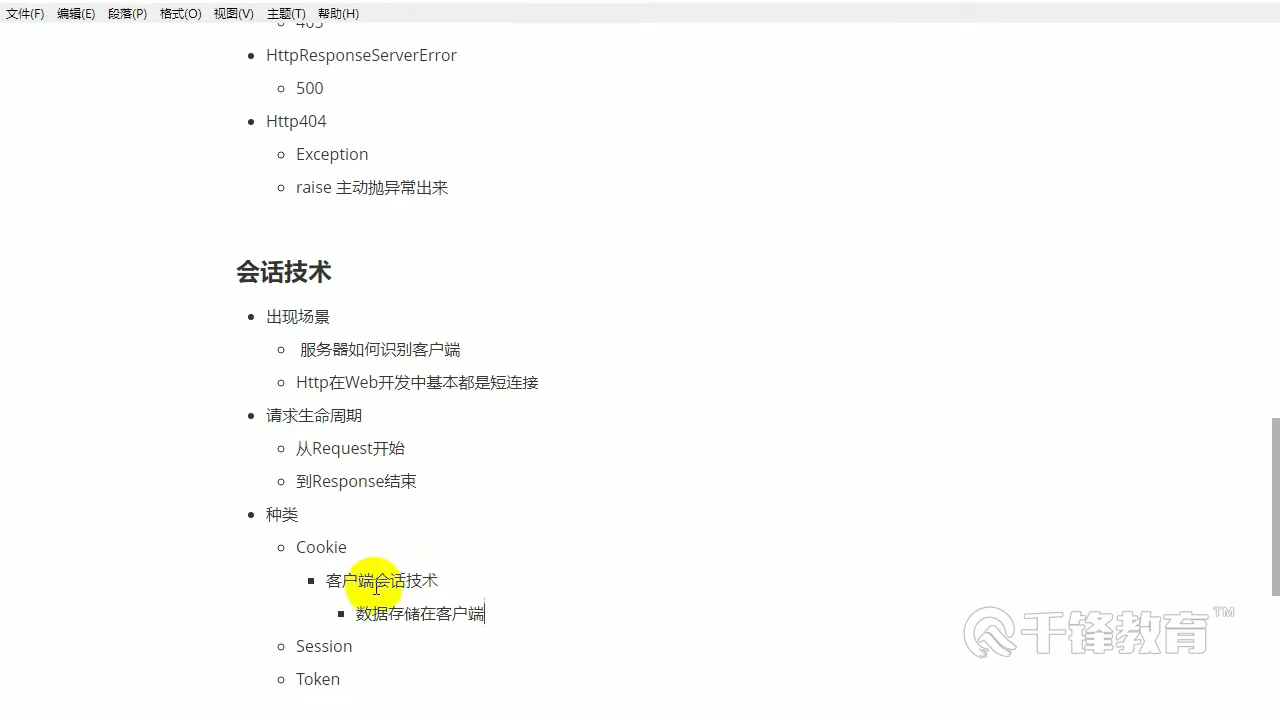 文件(F) 编辑(E) 段落(P) 格式(O) 视图(V) 主题(T) 帮助(H)
HttpResponseServerError
500
Http404
Exception
raise 主动抛异常出来
会话技术
出现场景
服务器如何识别客户端
Http在Web开发中基本都是短连接
请求生命周期
从Request开始
到Response结束
种类
Cookie
客户端会话技术
数据存储在客户端
Session
Token
千锋教育TM